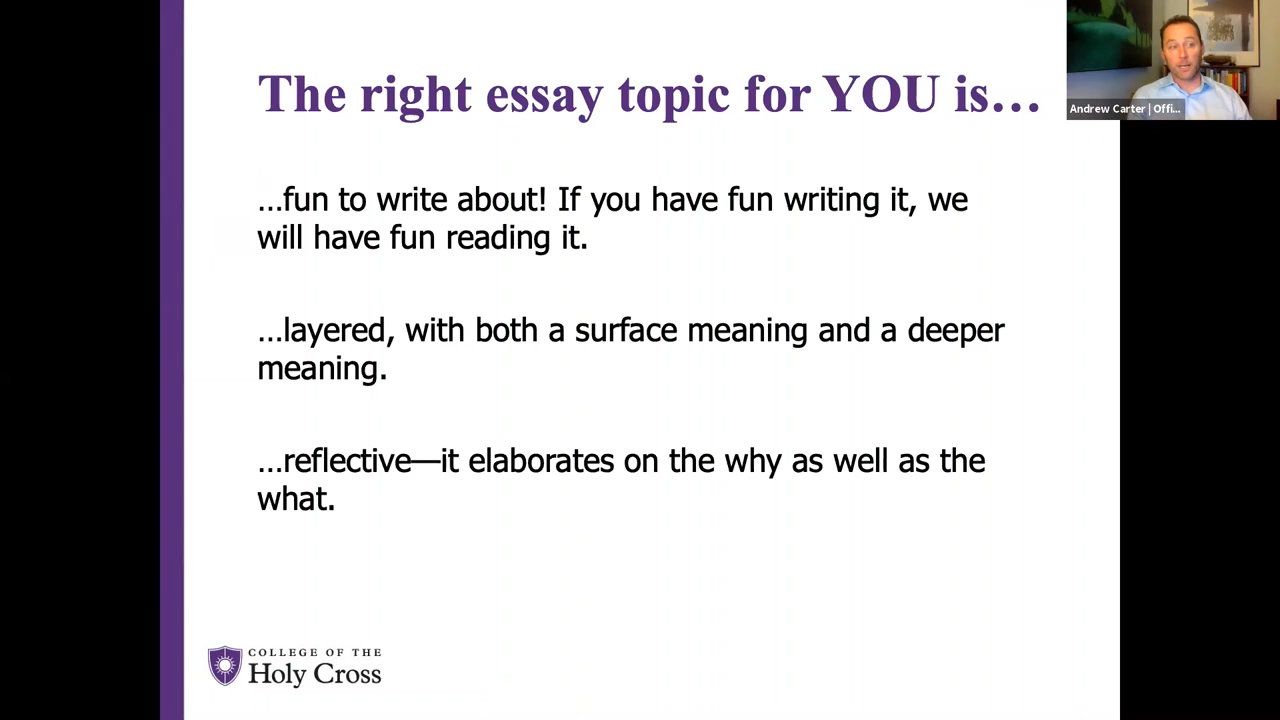 The right essay topic for YOU is…
Andrew Carter | Offi...
…fun to write about! If you have fun writing it, we
will have fun reading it.
…layered, with both a surface meaning and a deeper
meaning.
…reflective—it elaborates on the why as well as the
what.
COLLEGE OF THE
Holy Cross